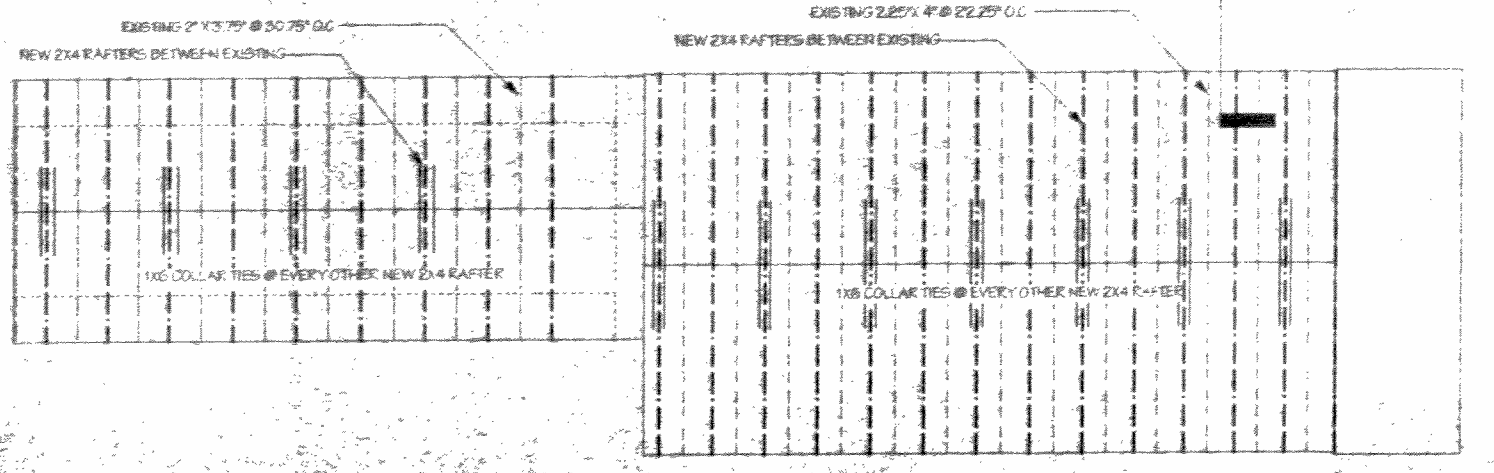 EXISTING 2" X 3.75" @ 30.75" O.C
NEW 2X4 RAFTERS BETWEEN EXISTING
EXISTING 2.25" X 4" @ 22.25" O.C
NEW 2X4 RAFTERS BETWEEN EXISTING
1X6 COLLAR TIES @ EVERY OTHER NEW 2X4 RAFTER
1X6 COLLAR TIES @ EVERY OTHER NEW 2X4 RAFTER